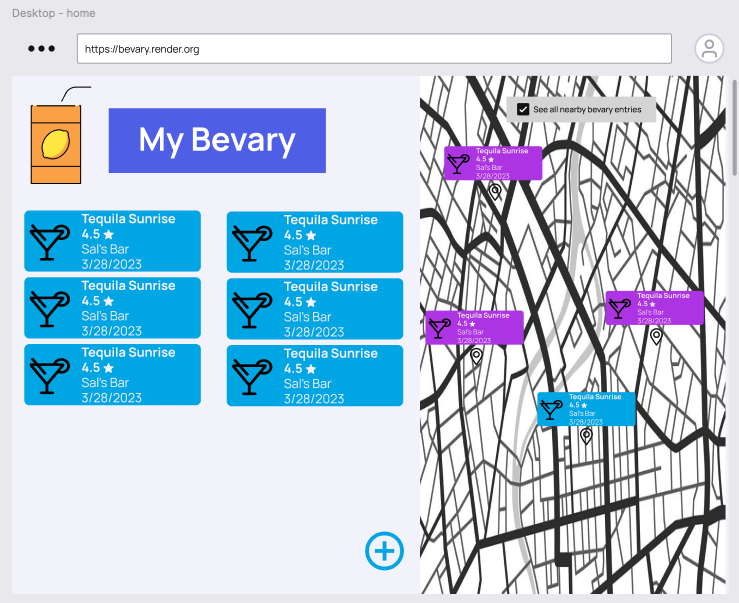 Desktop - home
https://bevary.render.org
My Bevary
Tequila Sunrise
4.5
Sal's Bar
3/28/2023
Tequila Sunrise
4.5
Sal's Bar
3/28/2023
Tequila Sunrise
4.5
Sal's Bar
3/28/2023
Tequila Sunrise
4.5
Sal's Bar
3/28/2023
Tequila Sunrise
4.5
Sal's Bar
3/28/2023
Tequila Sunrise
4.5
Sal's Bar
3/28/2023
See all nearby bevary entries
Tequila Sunrise
4.5
Sal's Bar
3/28/2023
Tequila Sunrise
4.5
Sal's Bar
3/28/2023
Tequila Sunrise
4.5
Sal's Bar
3/28/2023
Tequila Sunrise
4.5
Sal's Bar
3/28/2023